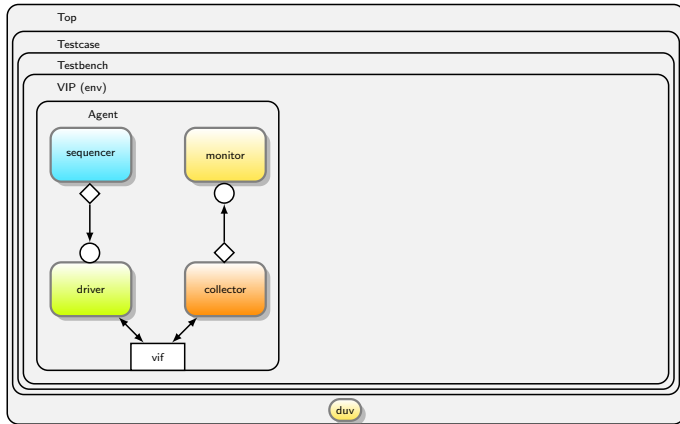 Top
Testcase
Testbench
VIP (env)
Agent
sequencer
monitor
driver
collector
vif
duv